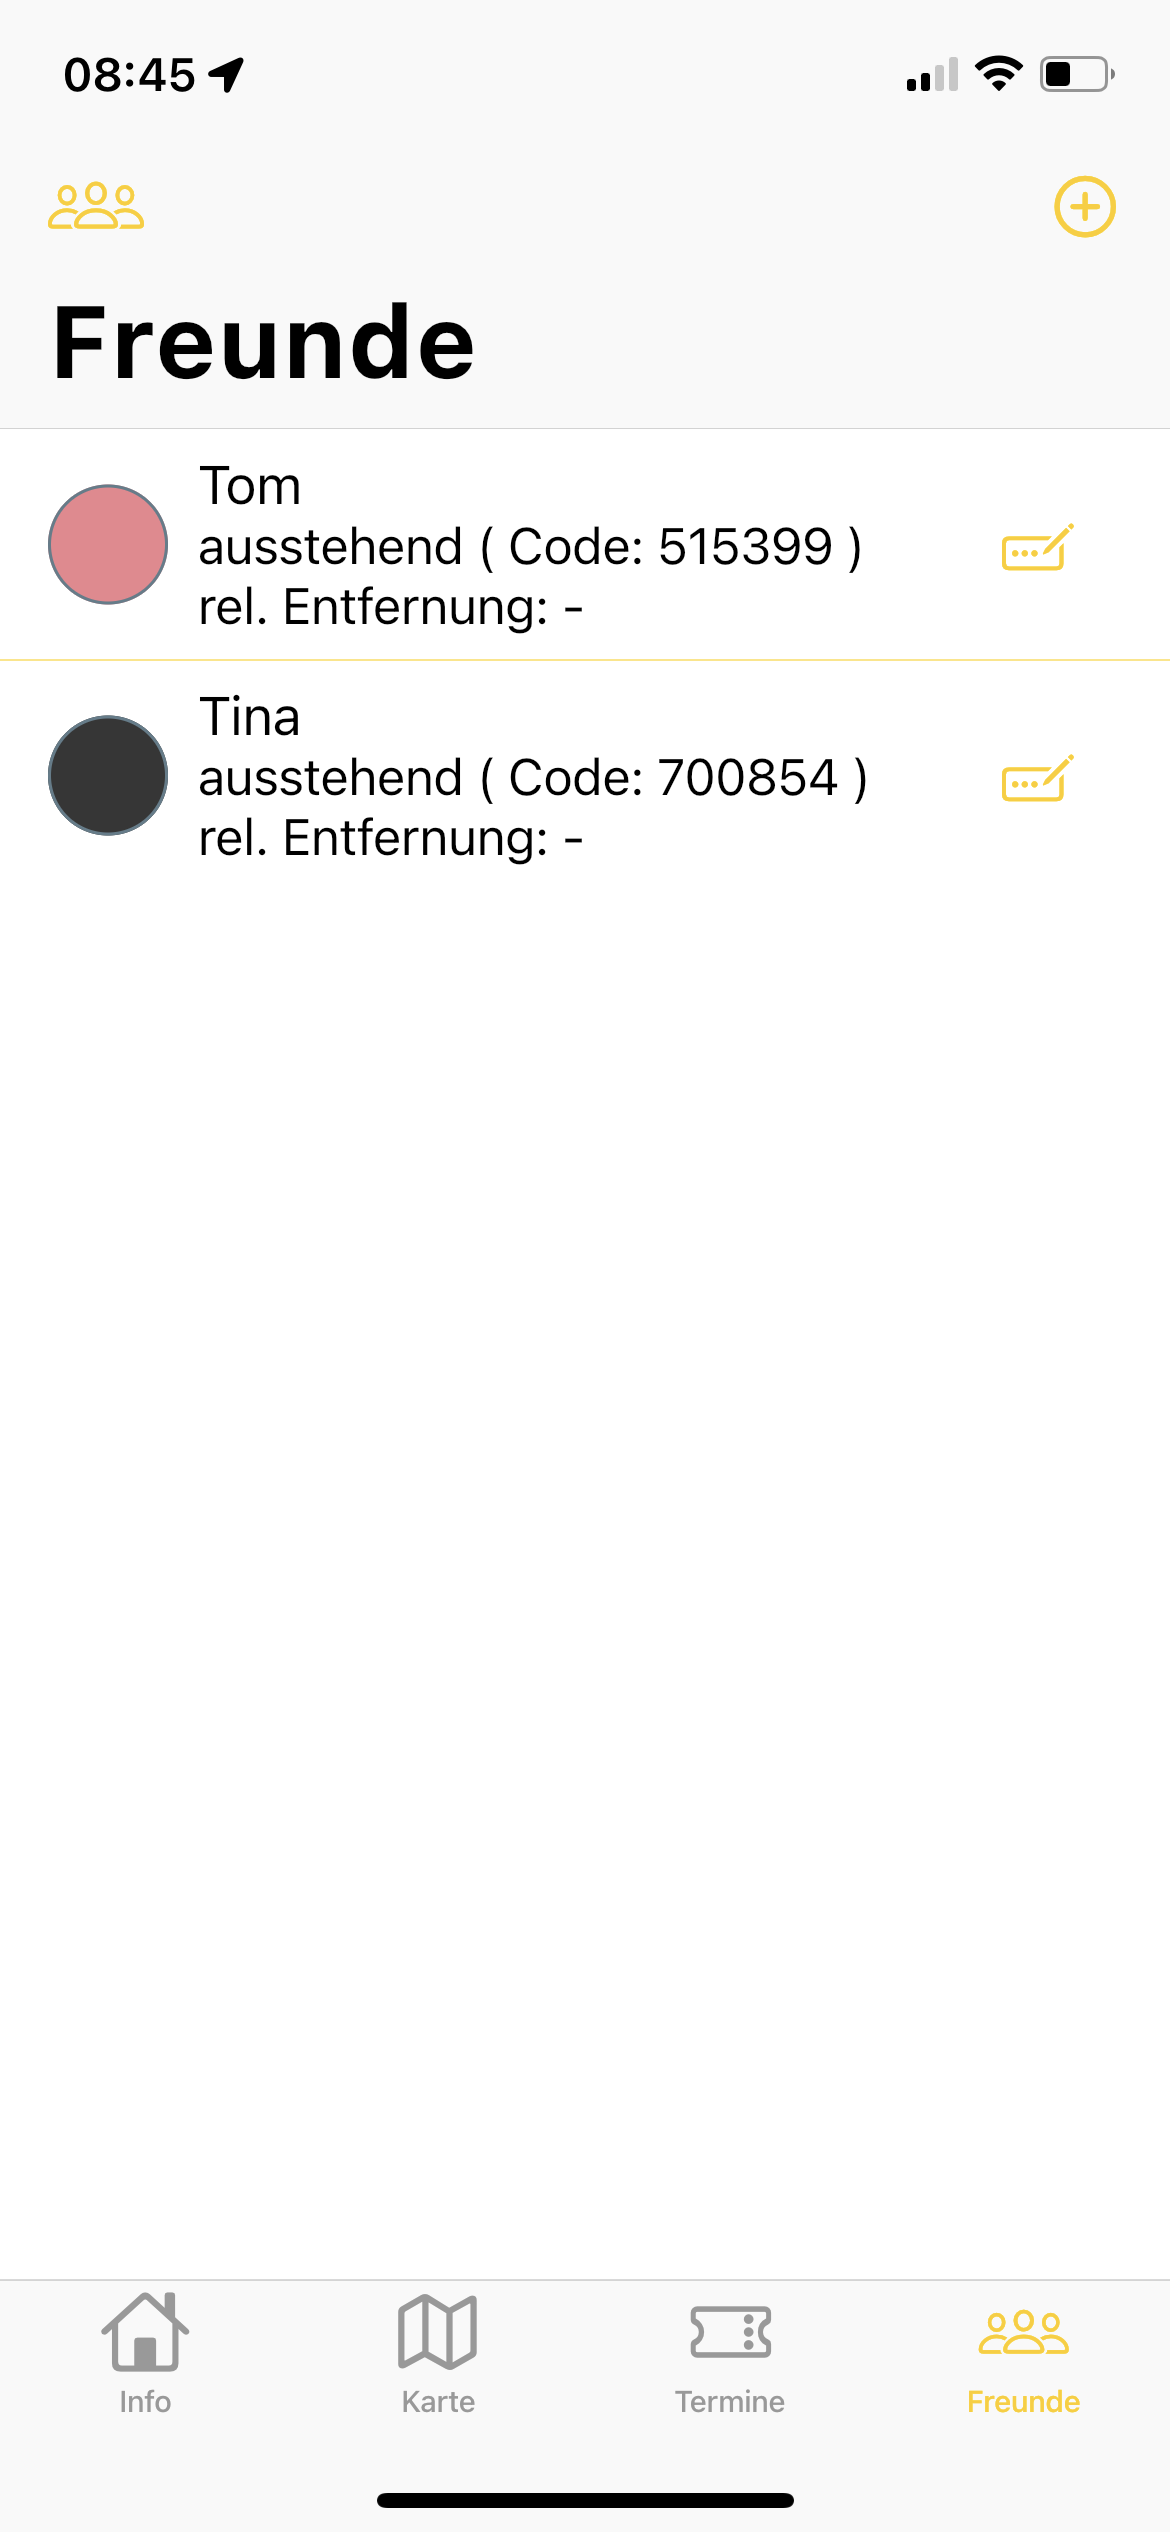 08:45
Freunde
Tom
ausstehend ( Code: 515399 )
rel. Entfernung: -
Tina
ausstehend ( Code: 700854 )
rel. Entfernung: -
Info
Karte
Termine
Freunde